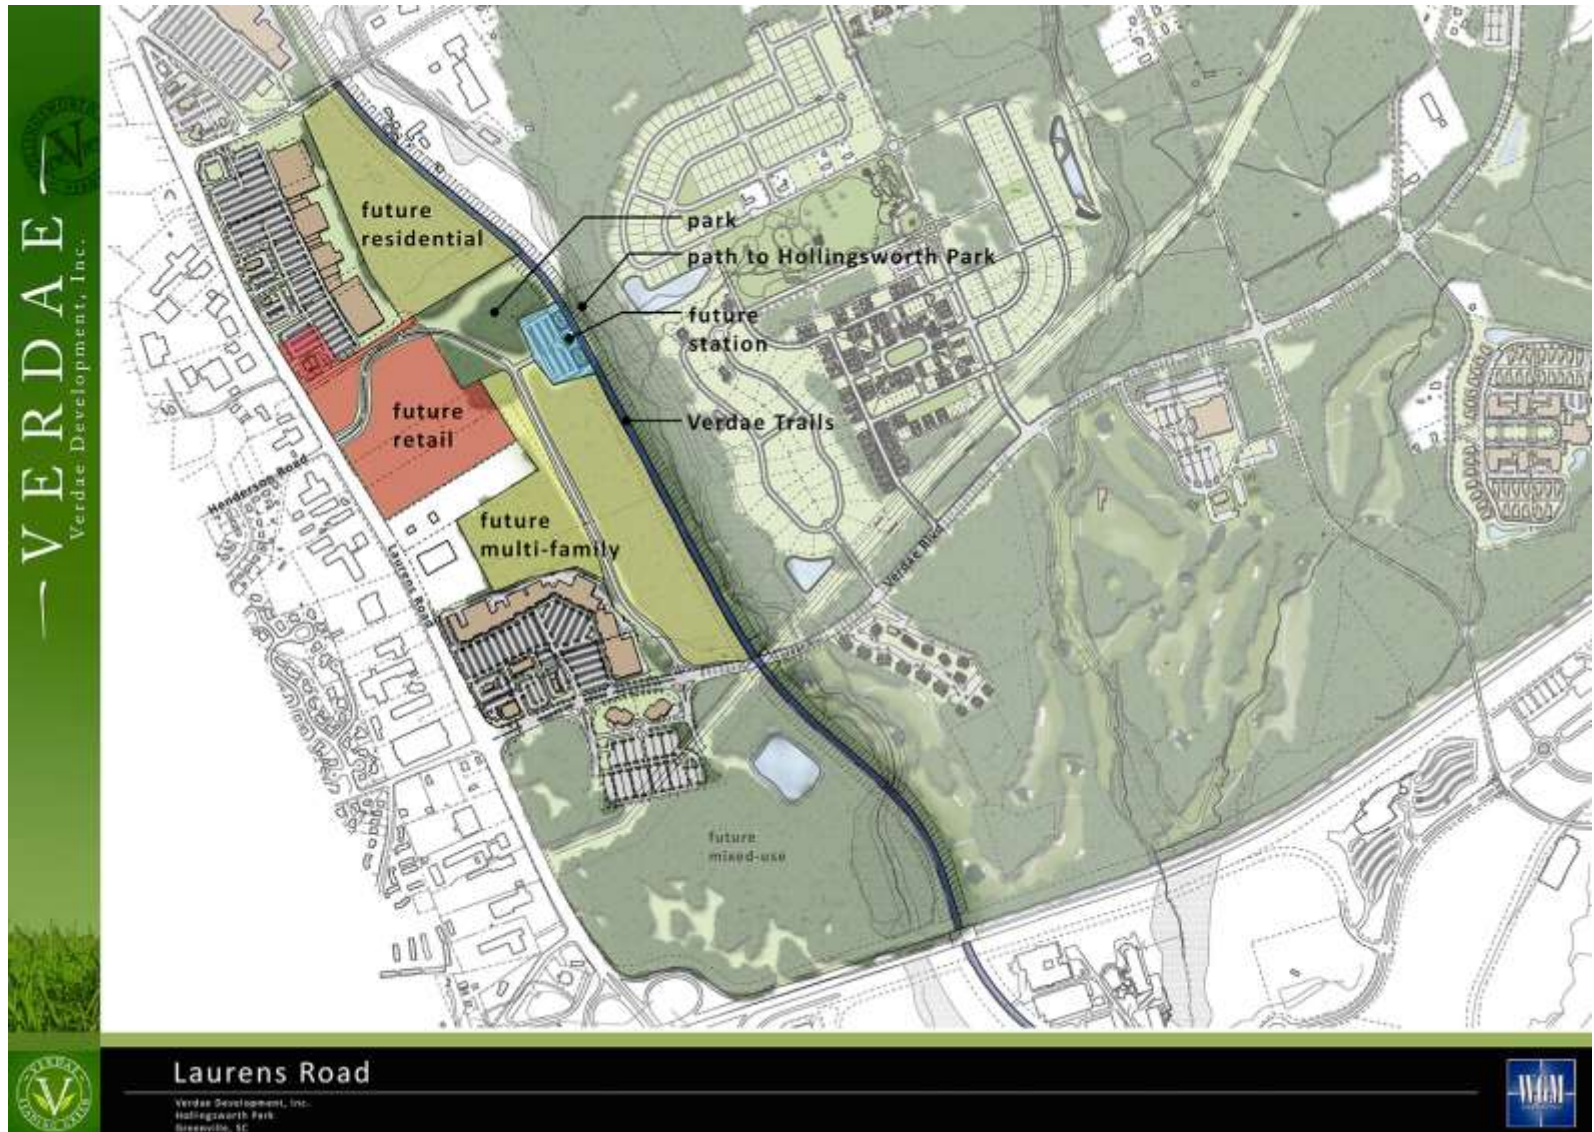 VERDAE
Verdae Development, Inc.
future
residential
park
path to Hollingsworth Park
future
station
future
retail
Verdae Trails
Henderson Road
future
multi-family
Laurens Road
Verdae Blvd
future
mixed-use
VERDAE
V
Laurens Road
Verdae Development, Inc.
Hollingsworth Park
Greenville, SC